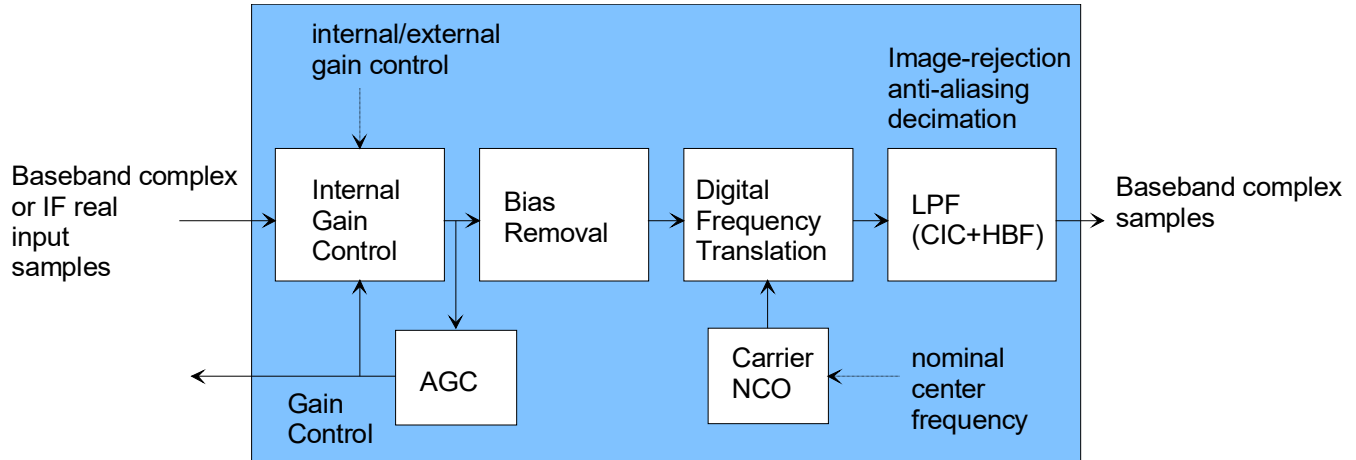 internal/external
gain control
Image-rejection
anti-aliasing
decimation
Baseband complex
or IF real
input
samples
Internal
Gain
Control
Bias
Removal
Digital
Frequency
Translation
LPF
(CIC+HBF)
Baseband complex
samples
AGC
Gain
Control
Carrier
NCO
nominal
center
frequency